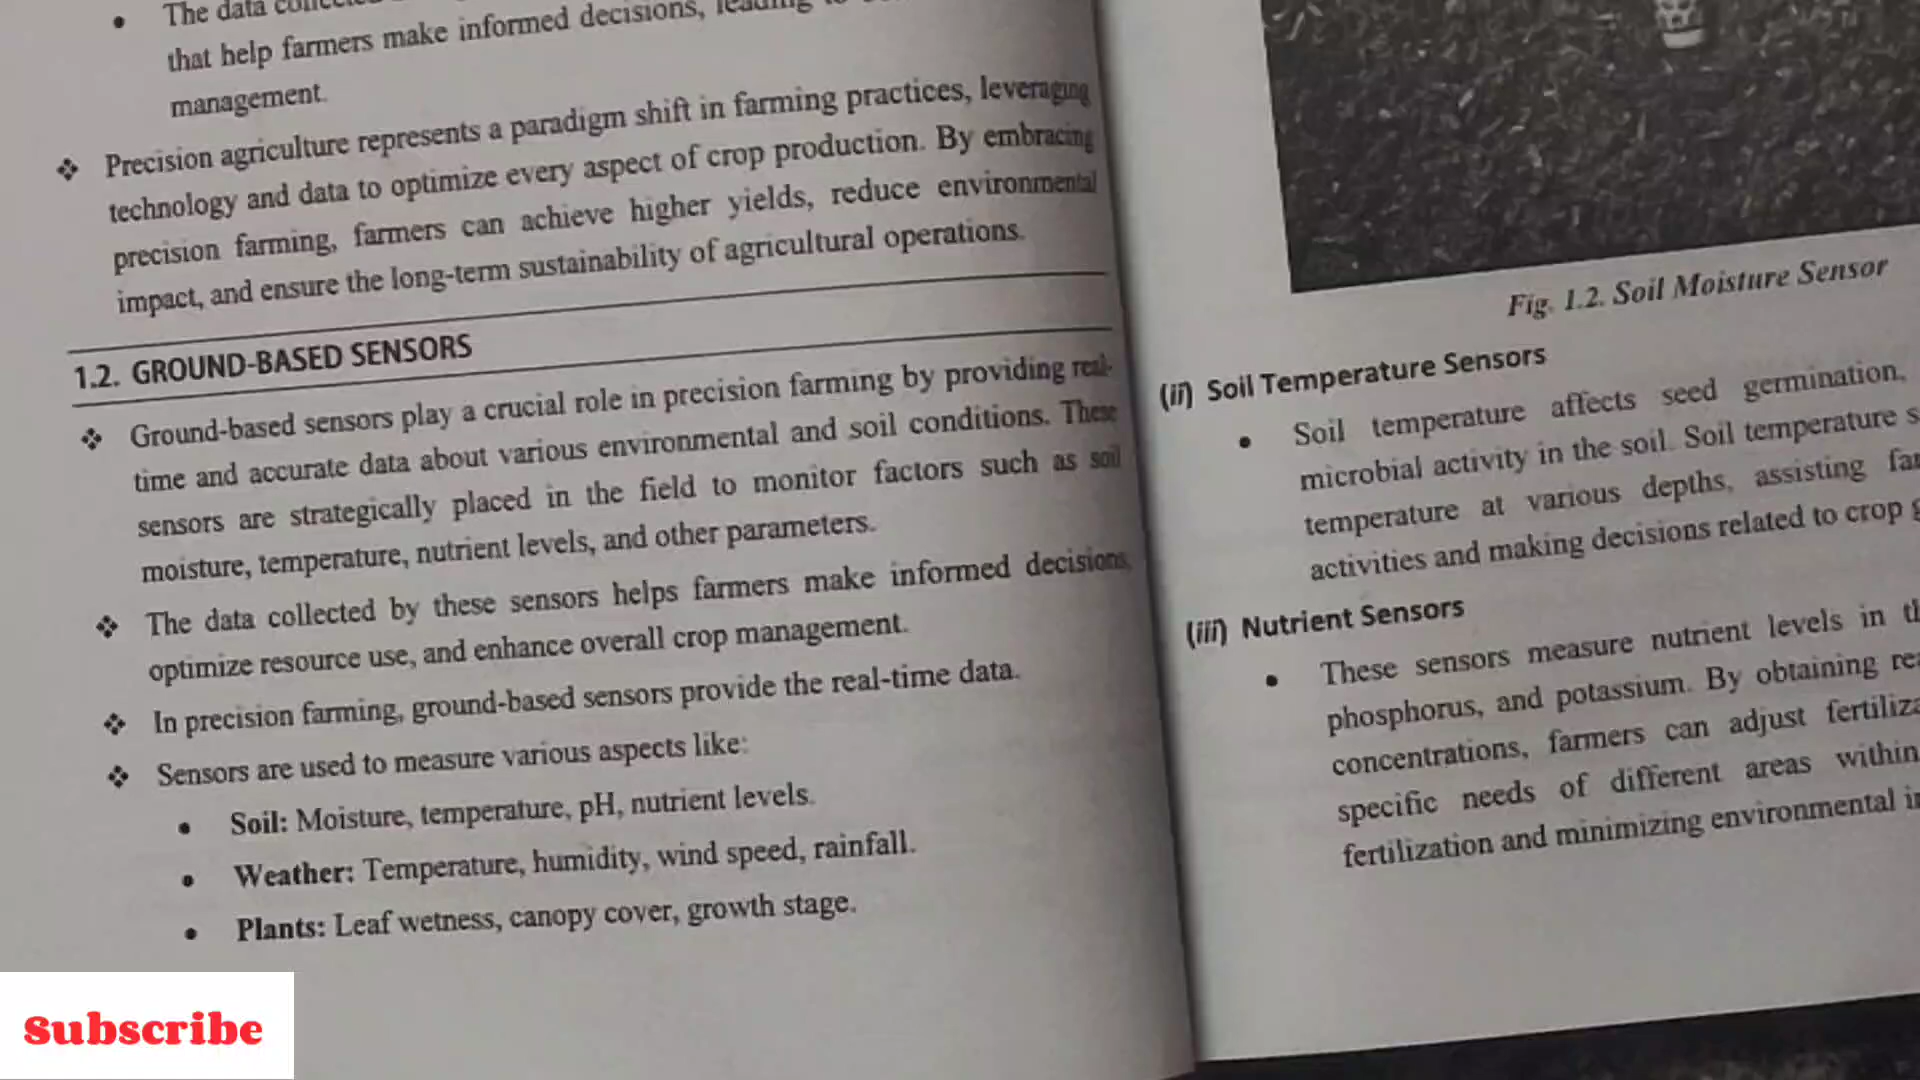 The data
that help farmers make informed decisions,
management.
❖ Precision agriculture represents a paradigm shift in farming practices, leveraging
technology and data to optimize every aspect of crop production. By embracing
precision farming, farmers can achieve higher yields, reduce environmental
impact, and ensure the long-term sustainability of agricultural operations.
1.2. GROUND-BASED SENSORS
❖ Ground-based sensors play a crucial role in precision farming by providing real-
time and accurate data about various environmental and soil conditions. These
sensors are strategically placed in the field to monitor factors such as soil
moisture, temperature, nutrient levels, and other parameters.
❖ The data collected by these sensors helps farmers make informed decisions,
optimize resource use, and enhance overall crop management.
❖ In precision farming, ground-based sensors provide the real-time data.
❖ Sensors are used to measure various aspects like:
• Soil: Moisture, temperature, pH, nutrient levels.
• Weather: Temperature, humidity, wind speed, rainfall.
• Plants: Leaf wetness, canopy cover, growth stage.
Fig. 1.2. Soil Moisture Sensor
(ii) Soil Temperature Sensors
• Soil temperature affects seed germination,
microbial activity in the soil. Soil temperature
temperature at various depths, assisting
activities and making decisions related to crop
(iii) Nutrient Sensors
• These sensors measure nutrient levels in
phosphorus, and potassium. By obtaining
concentrations, farmers can adjust
specific needs of different areas within
fertilization and minimizing environmental
Subscribe